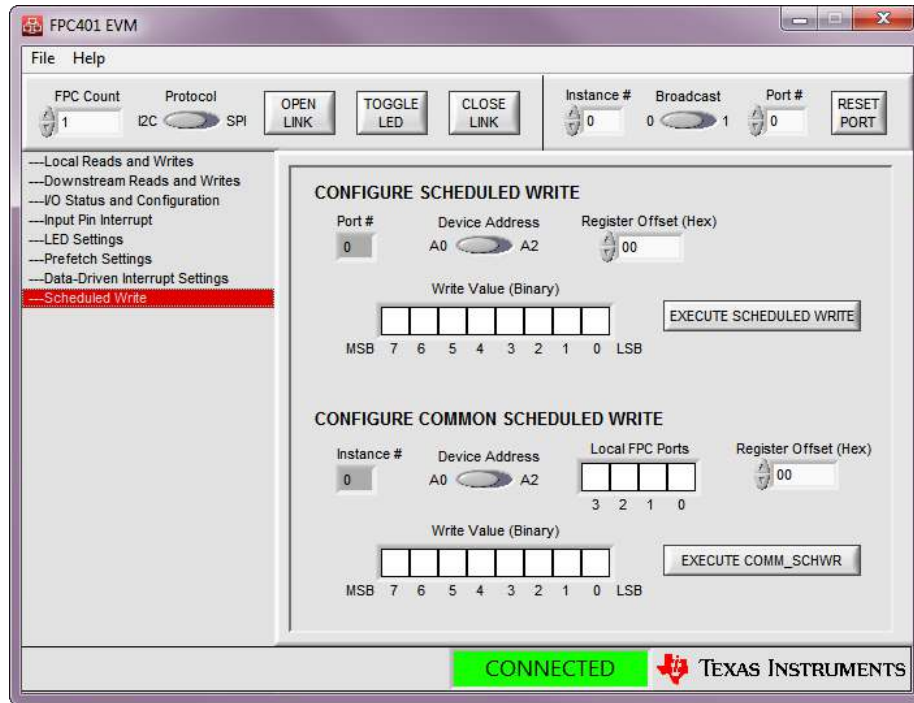 FPC401 EVM
File Help
FPC Count Protocol Instance # Broadcast Port #
1 I2C SPI OPEN LINK TOGGLE LED CLOSE LINK 0 0 1 0 RESET PORT
---Local Reads and Writes
---Downstream Reads and Writes
---I/O Status and Configuration
---Input Pin Interrupt
---LED Settings
---Prefetch Settings
---Data-Driven Interrupt Settings
---Scheduled Write
CONFIGURE SCHEDULED WRITE
Port # Device Address Register Offset (Hex)
0 A0 A2 00
Write Value (Binary)
EXECUTE SCHEDULED WRITE
MSB 7 6 5 4 3 2 1 0 LSB
CONFIGURE COMMON SCHEDULED WRITE
Instance # Device Address Local FPC Ports Register Offset (Hex)
0 A0 A2 00
3 2 1 0
Write Value (Binary)
EXECUTE COMM_SCHWR
MSB 7 6 5 4 3 2 1 0 LSB
CONNECTED TEXAS INSTRUMENTS